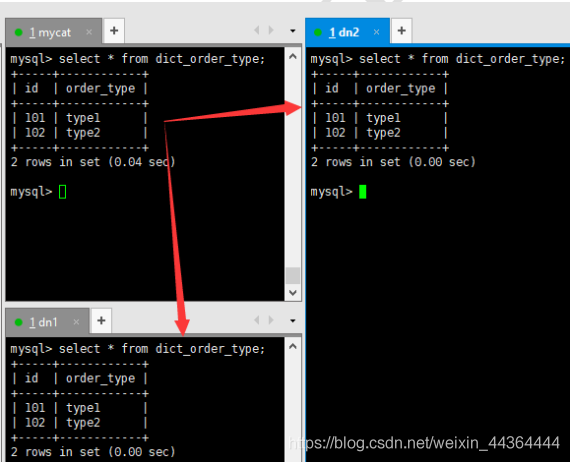 1 mycat × +
mysql> select * from dict_order_type;
+-----+------------+
| id  | order_type |
+-----+------------+
| 101 | type1      |
| 102 | type2      |
+-----+------------+
2 rows in set (0.04 sec)
mysql>
1 dn2 × +
mysql> select * from dict_order_type;
+-----+------------+
| id  | order_type |
+-----+------------+
| 101 | type1      |
| 102 | type2      |
+-----+------------+
2 rows in set (0.00 sec)
mysql>
1 dn1 × +
mysql> select * from dict_order_type;
+-----+------------+
| id  | order_type |
+-----+------------+
| 101 | type1      |
| 102 | type2      |
+-----+------------+
2 rows in set (0.00 sec)
https://blog.csdn.net/weixin_44364444